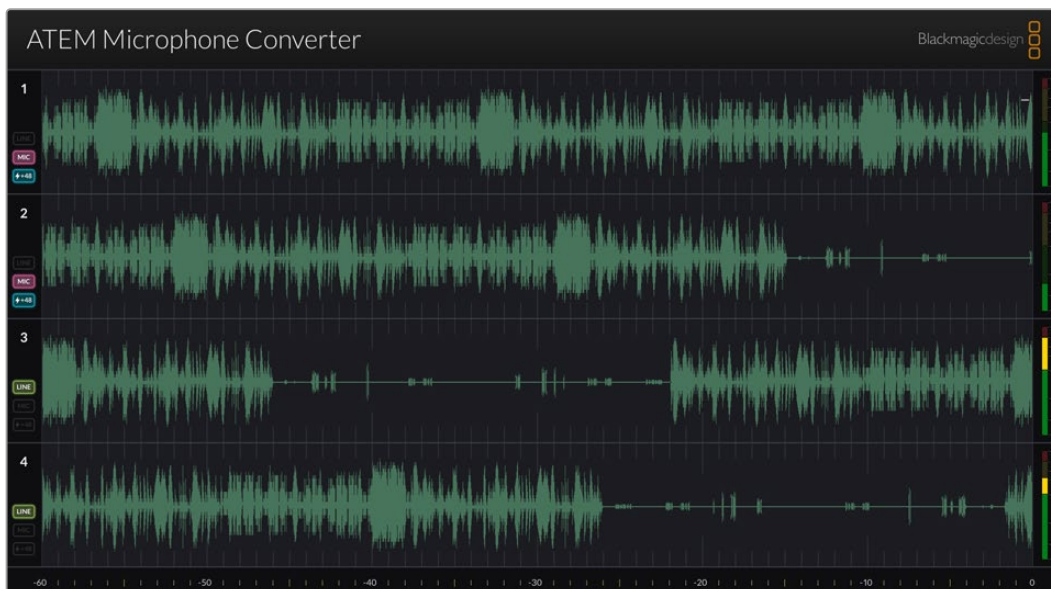 ATEM Microphone Converter
Blackmagicdesign
1
LINE
MIC
+48
2
LINE
MIC
+48
3
LINE
MIC
+48
4
LINE
MIC
+48
-60 -50 -40 -30 -20 -10 0